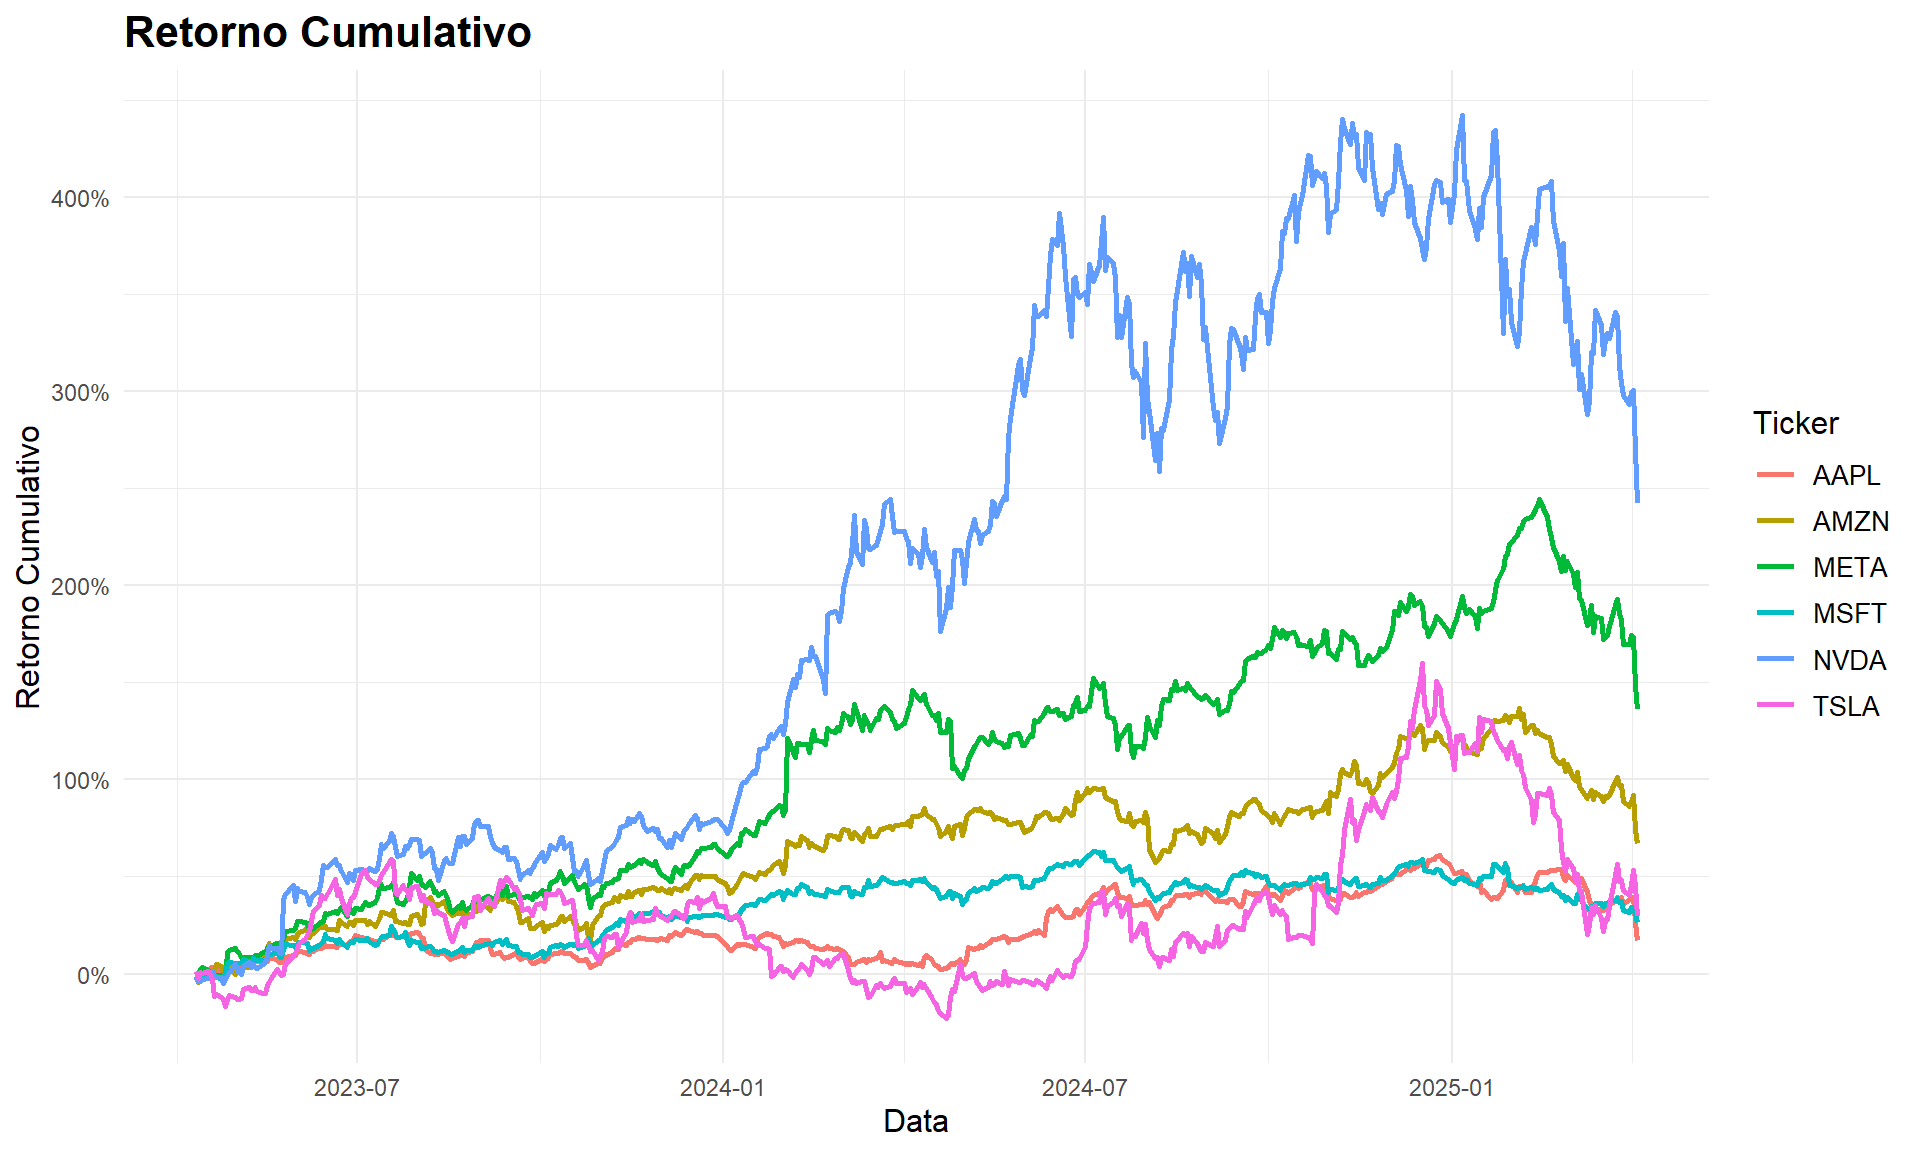 Retorno Cumulativo
Retorno Cumulativo
400%
300%
200%
100%
0%
2023-07
2024-01
2024-07
2025-01
Data
Ticker
AAPL
AMZN
META
MSFT
NVDA
TSLA